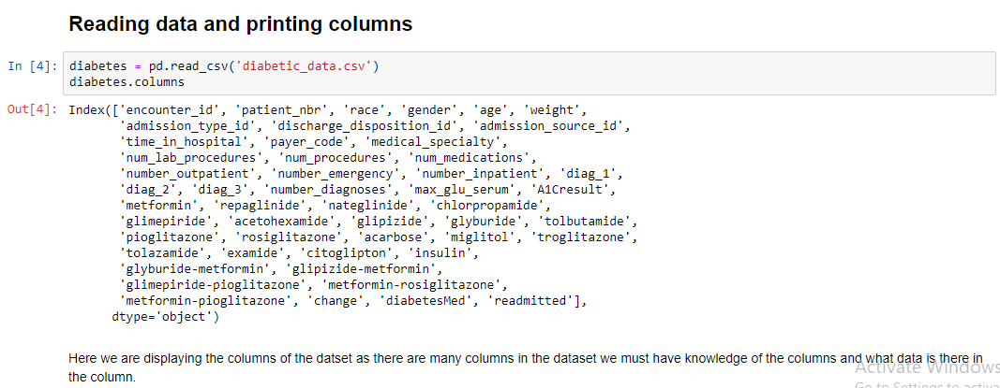 Reading data and printing columns
In [4]: diabetes = pd.read_csv('diabetic_data.csv')
diabetes.columns
Out[4]: Index(['encounter_id', 'patient_nbr', 'race', 'gender', 'age', 'weight',
'admission_type_id', 'discharge_disposition_id', 'admission_source_id',
'time_in_hospital', 'payer_code', 'medical_specialty',
'num_lab_procedures', 'num_procedures', 'num_medications',
'number_outpatient', 'number_emergency', 'number_inpatient', 'diag_1',
'diag_2', 'diag_3', 'number_diagnoses', 'max_glu_serum', 'A1Cresult',
'metformin', 'repaglinide', 'nateglinide', 'chlorpropamide',
'glimepiride', 'acetohexamide', 'glipizide', 'glyburide', 'tolbutamide',
'pioglitazone', 'rosiglitazone', 'acarbose', 'miglitol', 'troglitazone',
'tolazamide', 'examide', 'citoglipton', 'insulin',
'glyburide-metformin', 'glipizide-metformin',
'glimepiride-pioglitazone', 'metformin-rosiglitazone',
'metformin-pioglitazone', 'change', 'diabetesMed', 'readmitted'],
dtype='object')
Here we are displaying the columns of the datset as there are many columns in the dataset we must have knowledge of the columns and what data is there in
the column.
Activate Windows
Go to Settings to activa